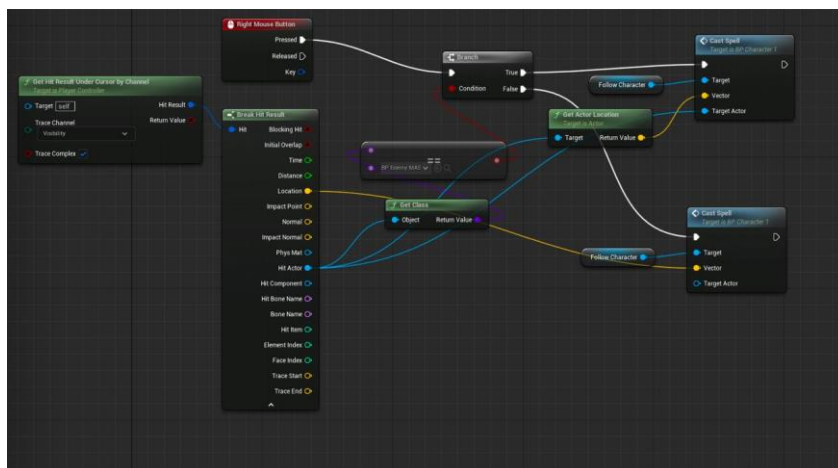 Right Mouse Button
Pressed
Released
Key
Get Hit Result Under Cursor by Channel
Target is Player Controller
Target self
Hit Result
Trace Channel
Return Value
Visibility
Trace Complex
Break Hit Result
Hit
Blocking Hit
Initial Overlap
Time
Distance
Location
Impact Point
Normal
Impact Normal
Phys Mat
Hit Actor
Hit Component
Hit Bone Name
Bone Name
Hit Item
Element Index
Face Index
Trace Start
Trace End
Branch
True
Condition
False
==
Get Class
Object
Return Value
Follow Character
Get Actor Location
Target is Actor
Target
Return Value
Cast Spell
Target is BP Character 1
Target
Vector
Target Actor
Follow Character
Cast Spell
Target is BP Character 1
Target
Vector
Target Actor